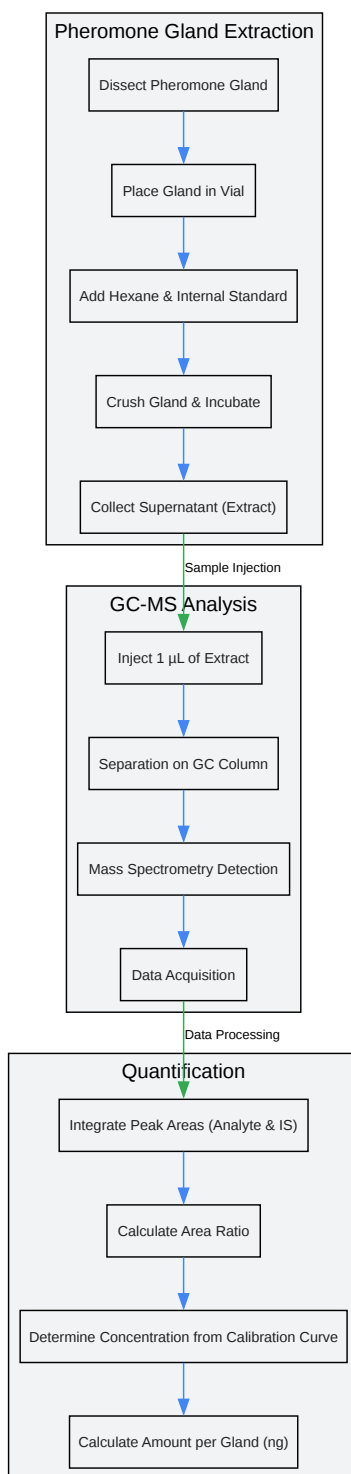 Pheromone Gland Extraction
Dissect Pheromone Gland
Place Gland in Vial
Add Hexane & Internal Standard
Crush Gland & Incubate
Collect Supernatant (Extract)
Sample Injection
GC-MS Analysis
Inject 1 µL of Extract
Separation on GC Column
Mass Spectrometry Detection
Data Acquisition
Data Processing
Quantification
Integrate Peak Areas (Analyte & IS)
Calculate Area Ratio
Determine Concentration from Calibration Curve
Calculate Amount per Gland (ng)